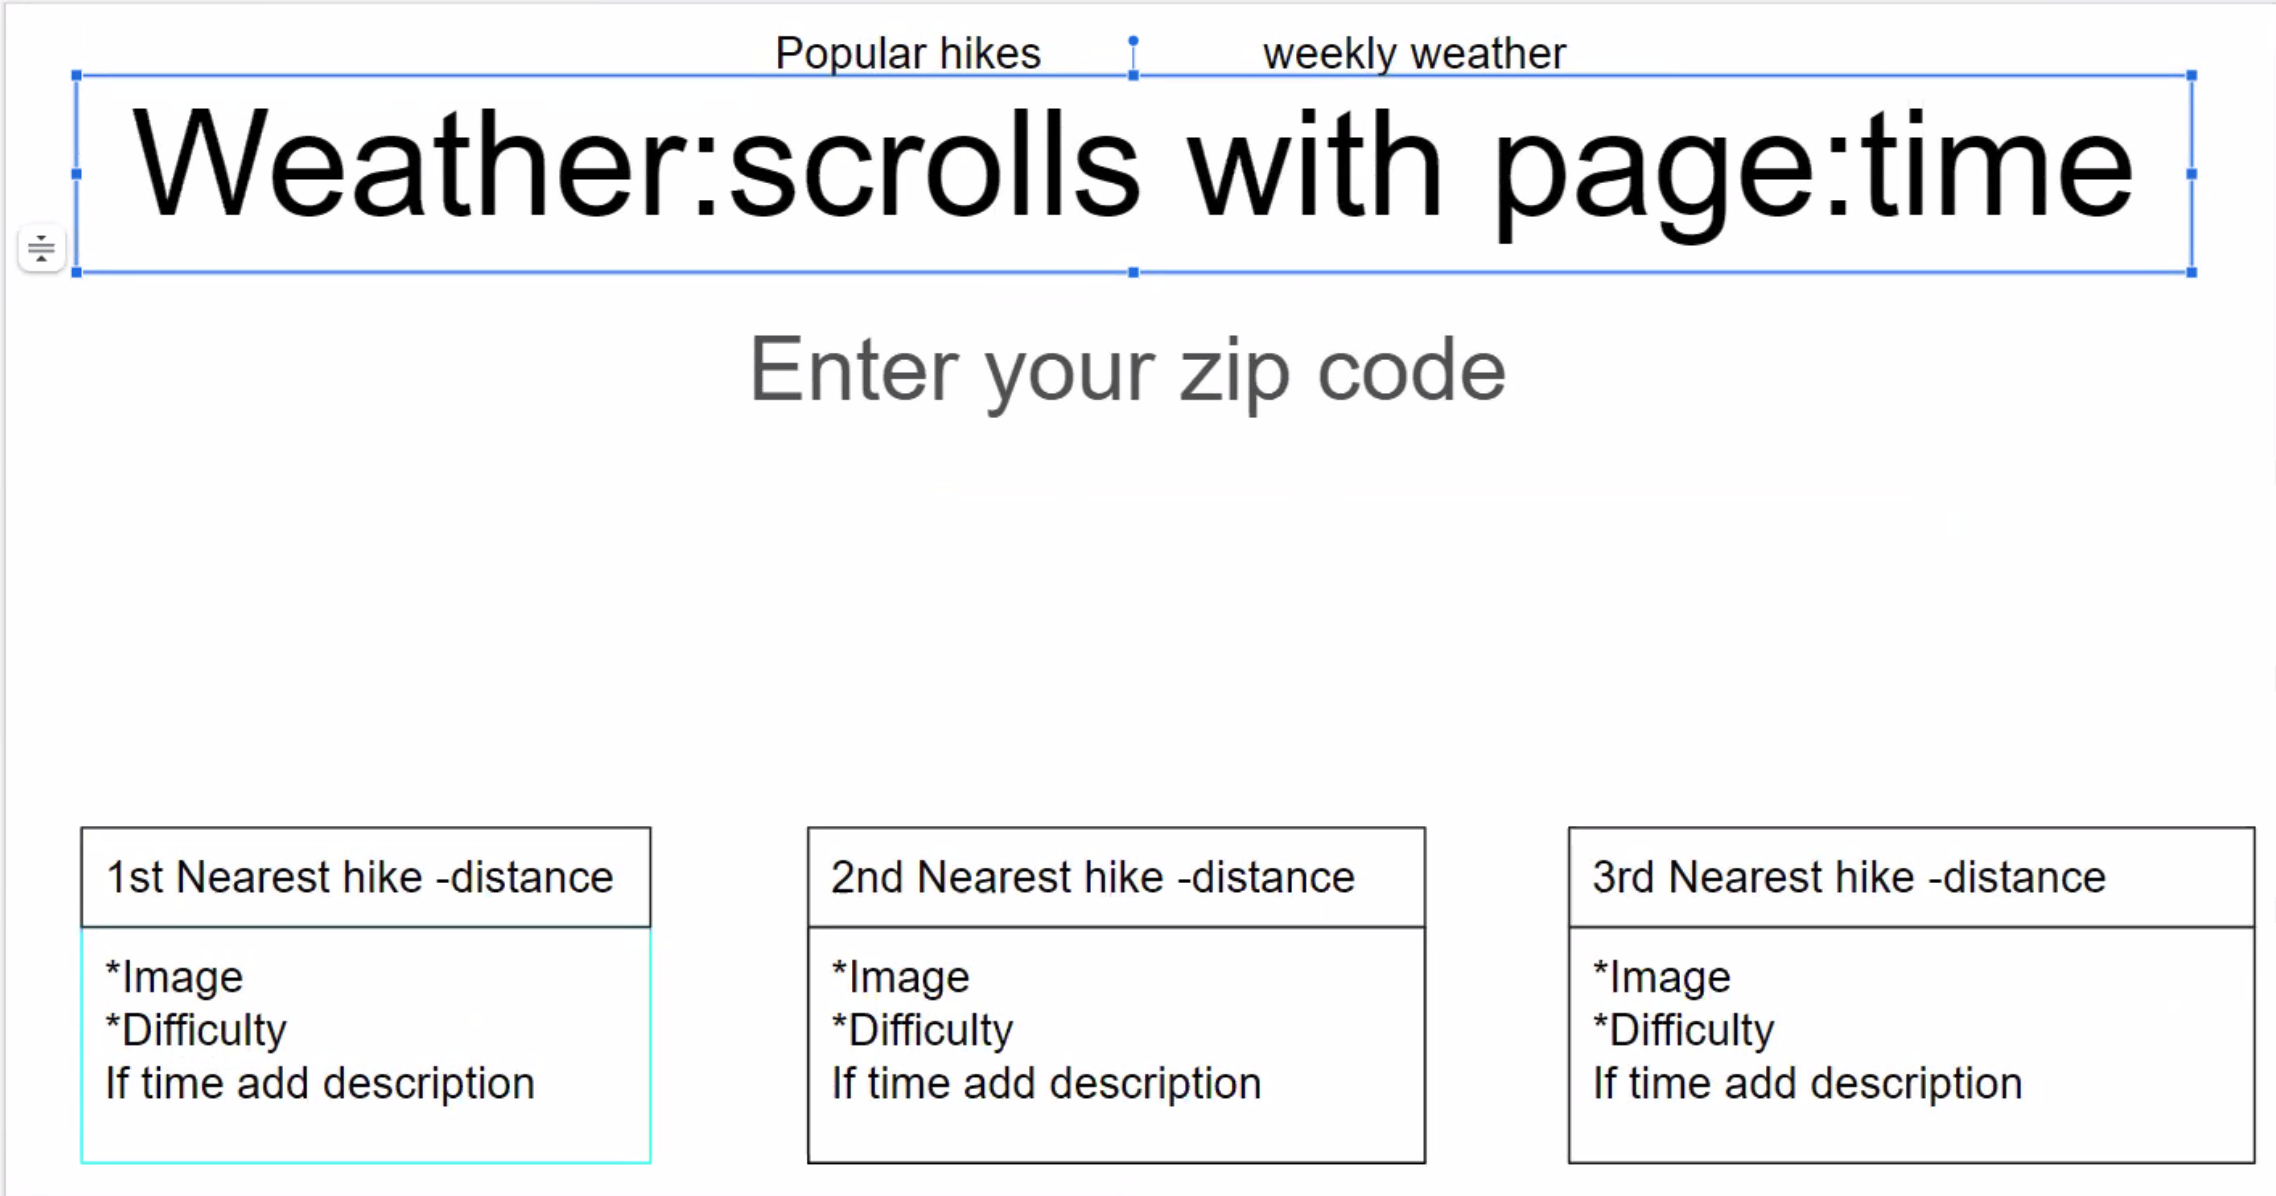 Popular hikes weekly weather
Weather:scrolls with page:time
Enter your zip code
1st Nearest hike -distance
*Image
*Difficulty
If time add description
2nd Nearest hike -distance
*Image
*Difficulty
If time add description
3rd Nearest hike -distance
*Image
*Difficulty
If time add description